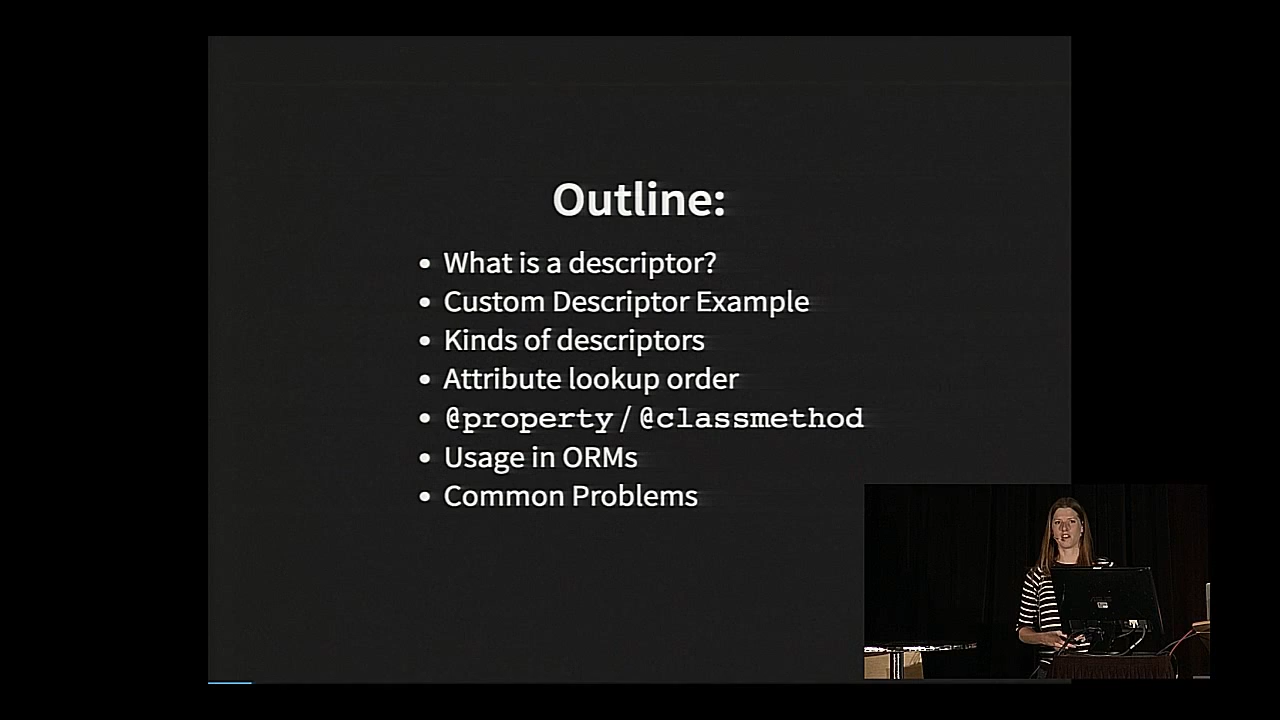 Outline:
• What is a descriptor?
• Custom Descriptor Example
• Kinds of descriptors
• Attribute lookup order
• @property / @classmethod
• Usage in ORMs
• Common Problems